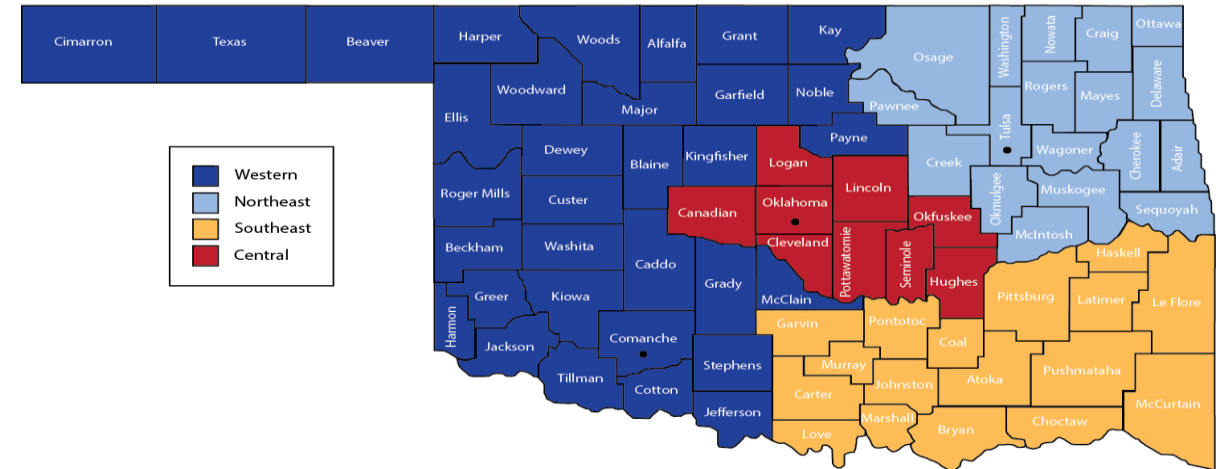 Cimarron
Texas
Beaver
Harper
Woods
Alfalfa
Grant
Kay
Osage
Washington
Nowata
Craig
Ottawa
Ellis
Woodward
Major
Garfield
Noble
Pawnee
Rogers
Mayes
Delaware
Dewey
Blaine
Kingfisher
Logan
Payne
Creek
Tulsa
Wagoner
Cherokee
Adair
Western
Northeast
Southeast
Central
Roger Mills
Custer
Canadian
Oklahoma
Lincoln
Okfuskee
Okmulgee
Muskogee
Sequoyah
McIntosh
Beckham
Washita
Caddo
Grady
Cleveland
Pottawatomie
Seminole
Hughes
Haskell
Greer
Kiowa
McClain
Pittsburg
Latimer
Le Flore
Harmon
Jackson
Comanche
Garvin
Pontotoc
Coal
Tillman
Cotton
Stephens
Murray
Johnston
Atoka
Pushmataha
Carter
McCurtain
Jefferson
Love
Marshall
Bryan
Choctaw